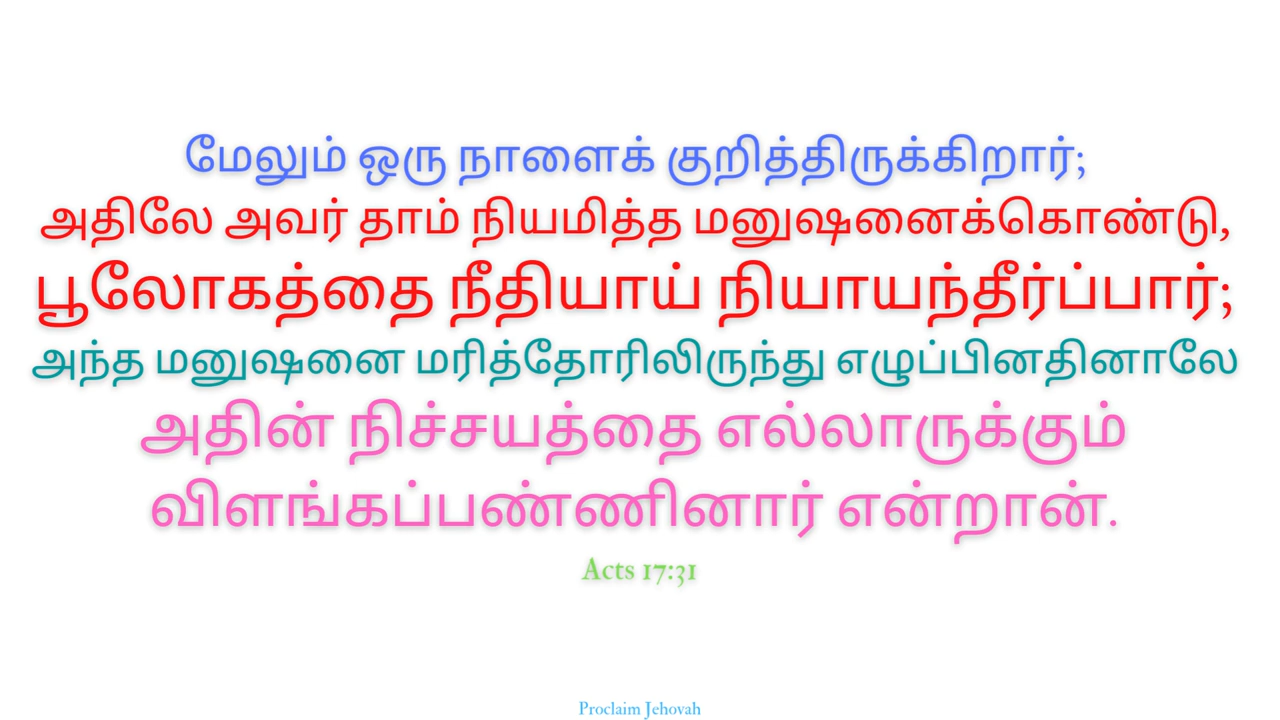 மேலும் ஒரு நாளைக் குறித்திருக்கிறார்;
அதிலே அவர் தாம் நியமித்த மனுஷனைக்கொண்டு,
பூலோகத்தை நீதியாய் நியாயந்தீர்ப்பார்;
அந்த மனுஷனை மரித்தோரிலிருந்து எழுப்பினதினாலே
அதின் நிச்சயத்தை எல்லாருக்கும்
விளங்கப்பண்ணினார் என்றான்.
Acts 17:31
Proclaim Jehovah